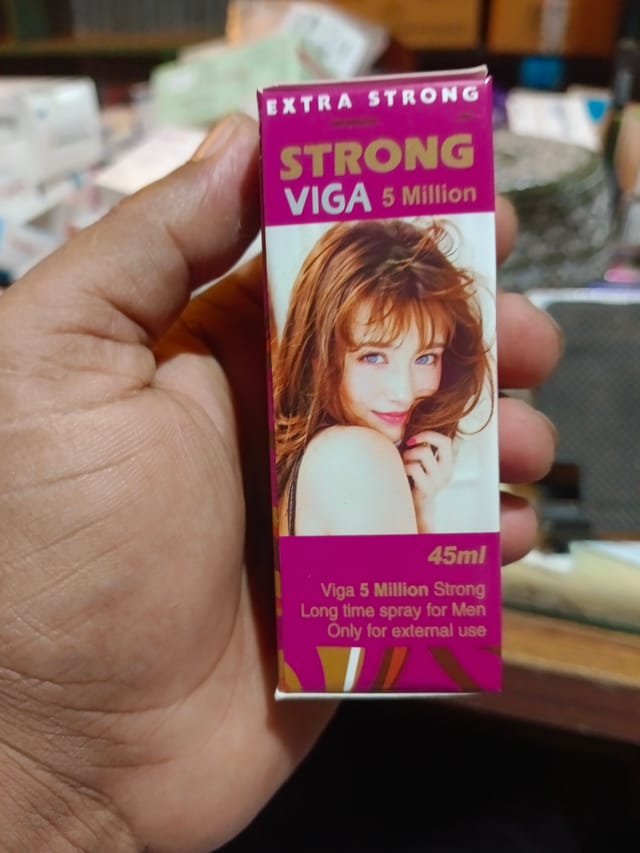 EXTRA STRONG
STRONG
VIGA 5 Million
45ml
Viga 5 Million Strong
Long time spray for Men
Only for external use